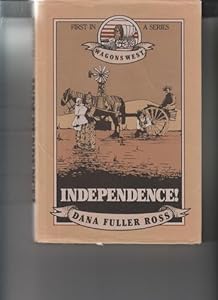 FIRST IN A SERIES
WAGONS WEST
INDEPENDENCE!
DANA FULLER ROSS